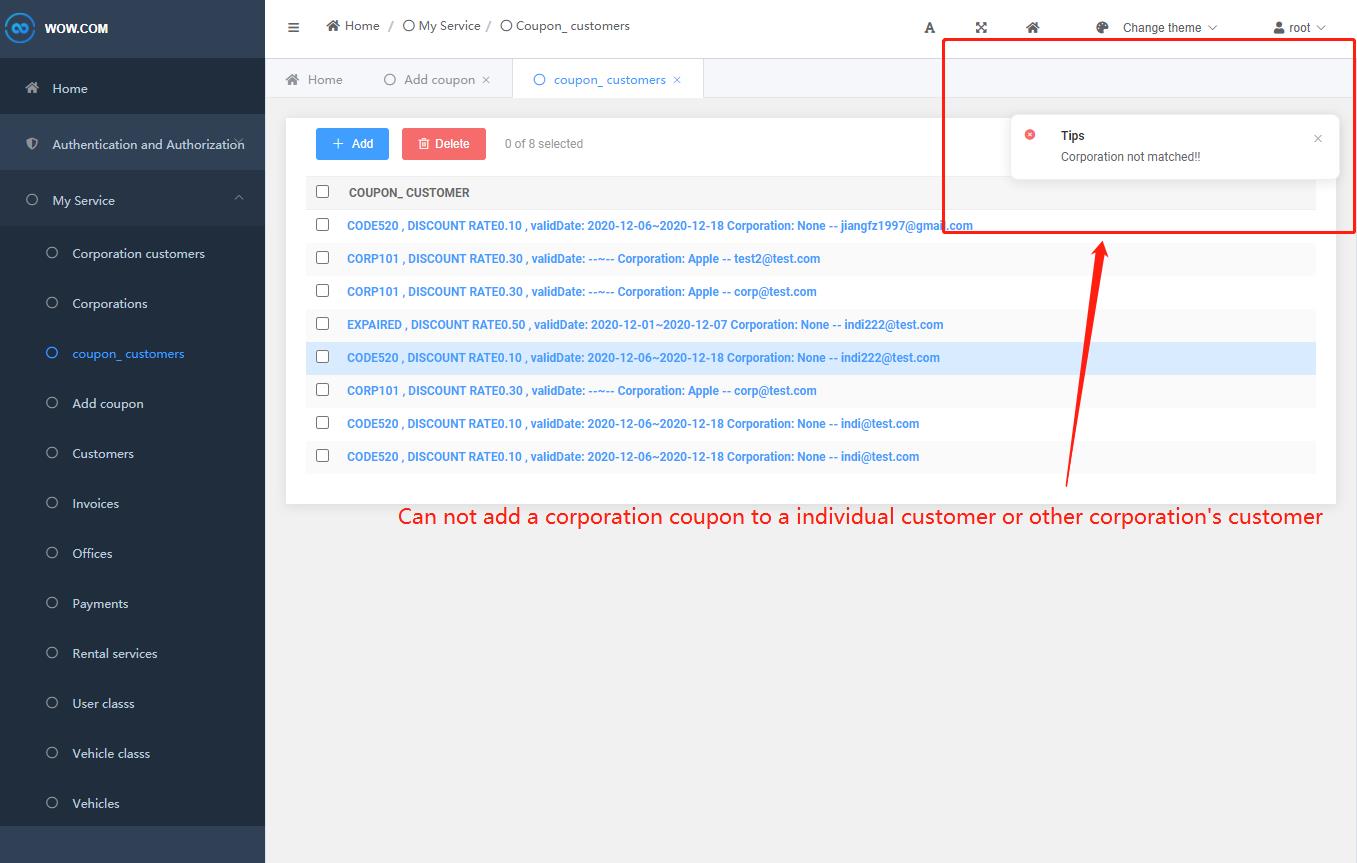 WOW.COM
Home / My Service / Coupon_ customers
A
Change theme
root
Home
Add coupon ×
coupon_ customers ×
Home
Authentication and Authorization
My Service
Corporation customers
Corporations
coupon_ customers
Add coupon
Customers
Invoices
Offices
Payments
Rental services
User classs
Vehicle classs
Vehicles
+ Add
Delete
0 of 8 selected
Tips
Corporation not matched!!
COUPON_ CUSTOMER
CODE520 , DISCOUNT RATE0.10 , validDate: 2020-12-06~2020-12-18 Corporation: None -- jiangfz1997@gmail.com
CORP101 , DISCOUNT RATE0.30 , validDate: --~-- Corporation: Apple -- test2@test.com
CORP101 , DISCOUNT RATE0.30 , validDate: --~-- Corporation: Apple -- corp@test.com
EXPAIRED , DISCOUNT RATE0.50 , validDate: 2020-12-01~2020-12-07 Corporation: None -- indi222@test.com
CODE520 , DISCOUNT RATE0.10 , validDate: 2020-12-06~2020-12-18 Corporation: None -- indi222@test.com
CORP101 , DISCOUNT RATE0.30 , validDate: --~-- Corporation: Apple -- corp@test.com
CODE520 , DISCOUNT RATE0.10 , validDate: 2020-12-06~2020-12-18 Corporation: None -- indi@test.com
CODE520 , DISCOUNT RATE0.10 , validDate: 2020-12-06~2020-12-18 Corporation: None -- indi@test.com
Can not add a corporation coupon to a individual customer or other corporation's customer